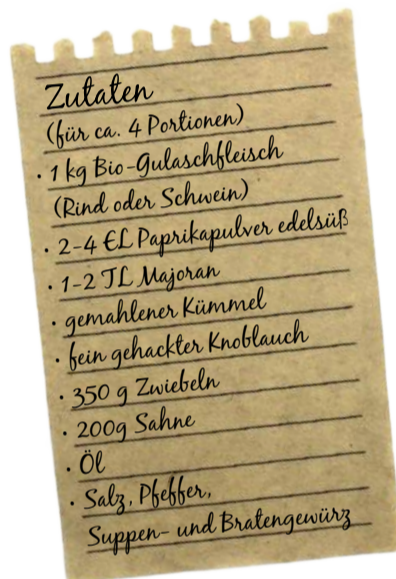 Zutaten
(für ca. 4 Portionen)
• 1 kg Bio-Gulaschfleisch
(Rind oder Schwein)
• 2-4 EL Paprikapulver edelsüß
• 1-2 TL Majoran
• gemahlener Kümmel
• fein gehackter Knoblauch
• 350 g Zwiebeln
• 200g Sahne
• Öl
• Salz, Pfeffer,
Suppen- und Bratengewürz